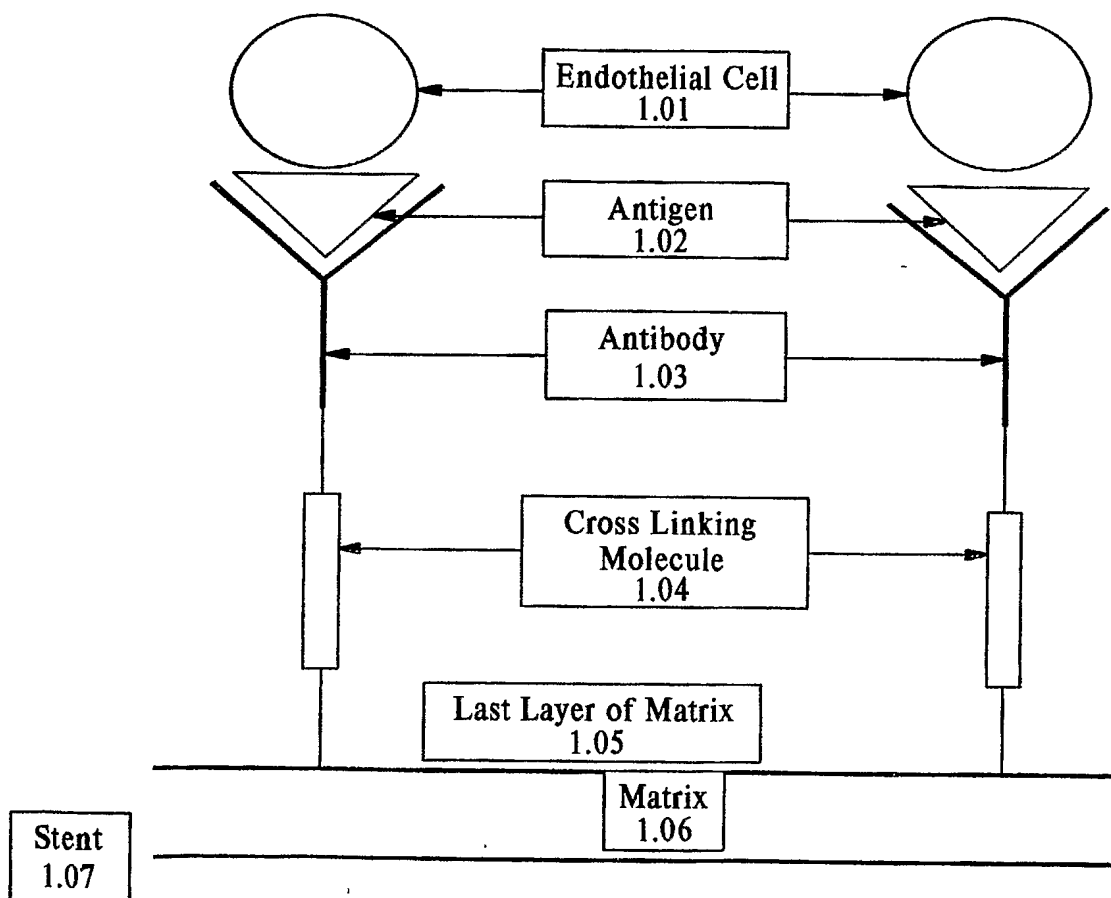 Endothelial Cell
1.01
Antigen
1.02
Antibody
1.03
Cross Linking
Molecule
1.04
Last Layer of Matrix
1.05
Matrix
1.06
Stent
1.07